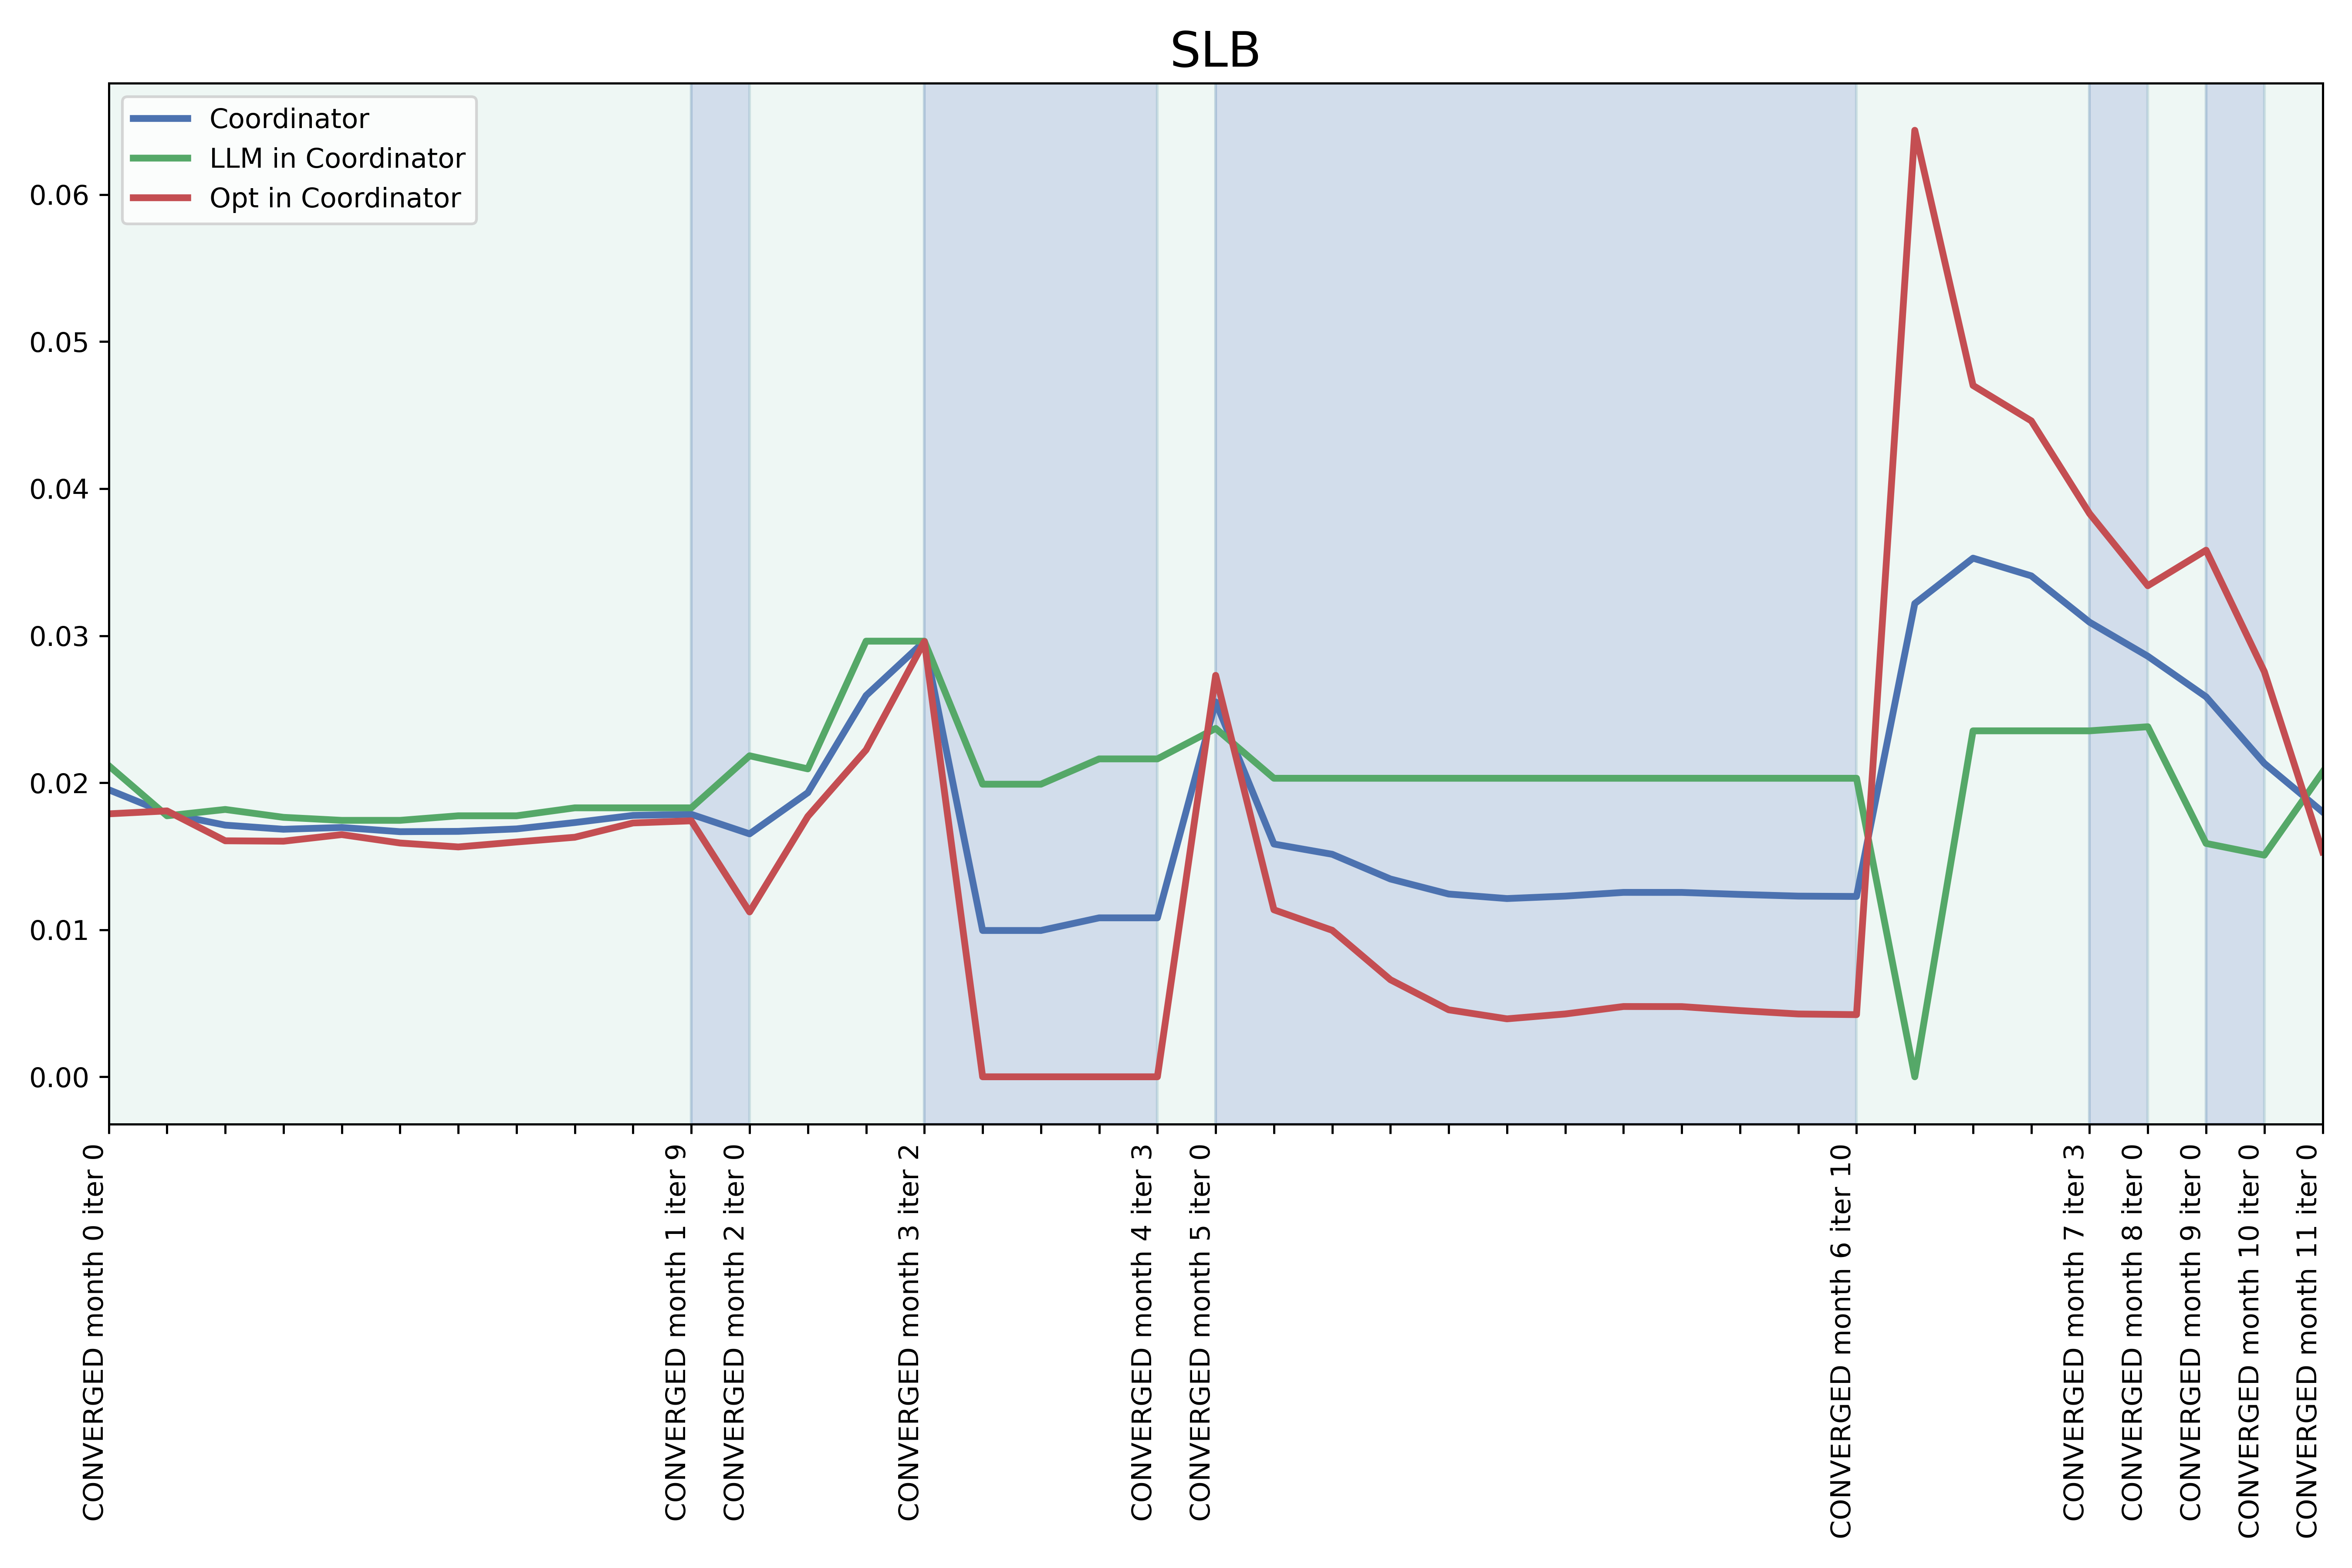 SLB
Coordinator
LLM in Coordinator
Opt in Coordinator
0.06
0.05
0.04
0.03
0.02
0.01
0.00
CONVERGED month 0 iter 0
CONVERGED month 1 iter 9
CONVERGED month 2 iter 0
CONVERGED month 3 iter 2
CONVERGED month 4 iter 3
CONVERGED month 5 iter 0
CONVERGED month 6 iter 10
CONVERGED month 7 iter 3
CONVERGED month 8 iter 0
CONVERGED month 9 iter 0
CONVERGED month 10 iter 0
CONVERGED month 11 iter 0